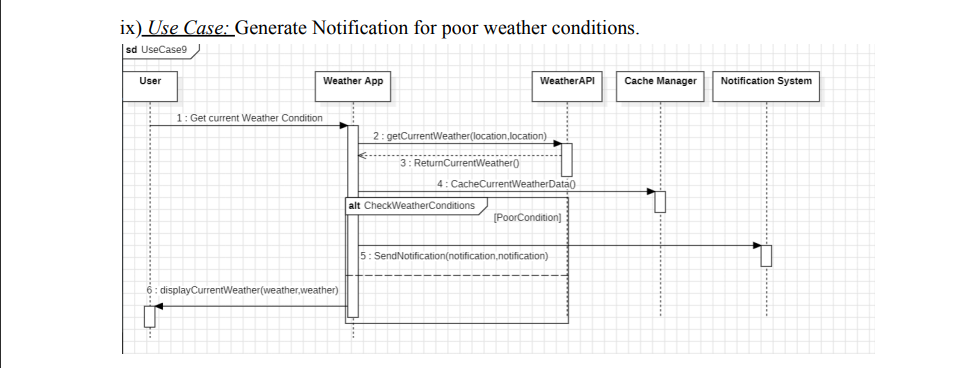 ix) Use Case: Generate Notification for poor weather conditions.
sd UseCase9
User
Weather App
WeatherAPI
Cache Manager
Notification System
1 : Get current Weather Condition
2 : getCurrentWeather(location,location)
3 : ReturnCurrentWeather()
4 : CacheCurrentWeatherData()
alt CheckWeatherConditions
[PoorCondition]
5 : SendNotification(notification,notification)
6 : displayCurrentWeather(weather,weather)